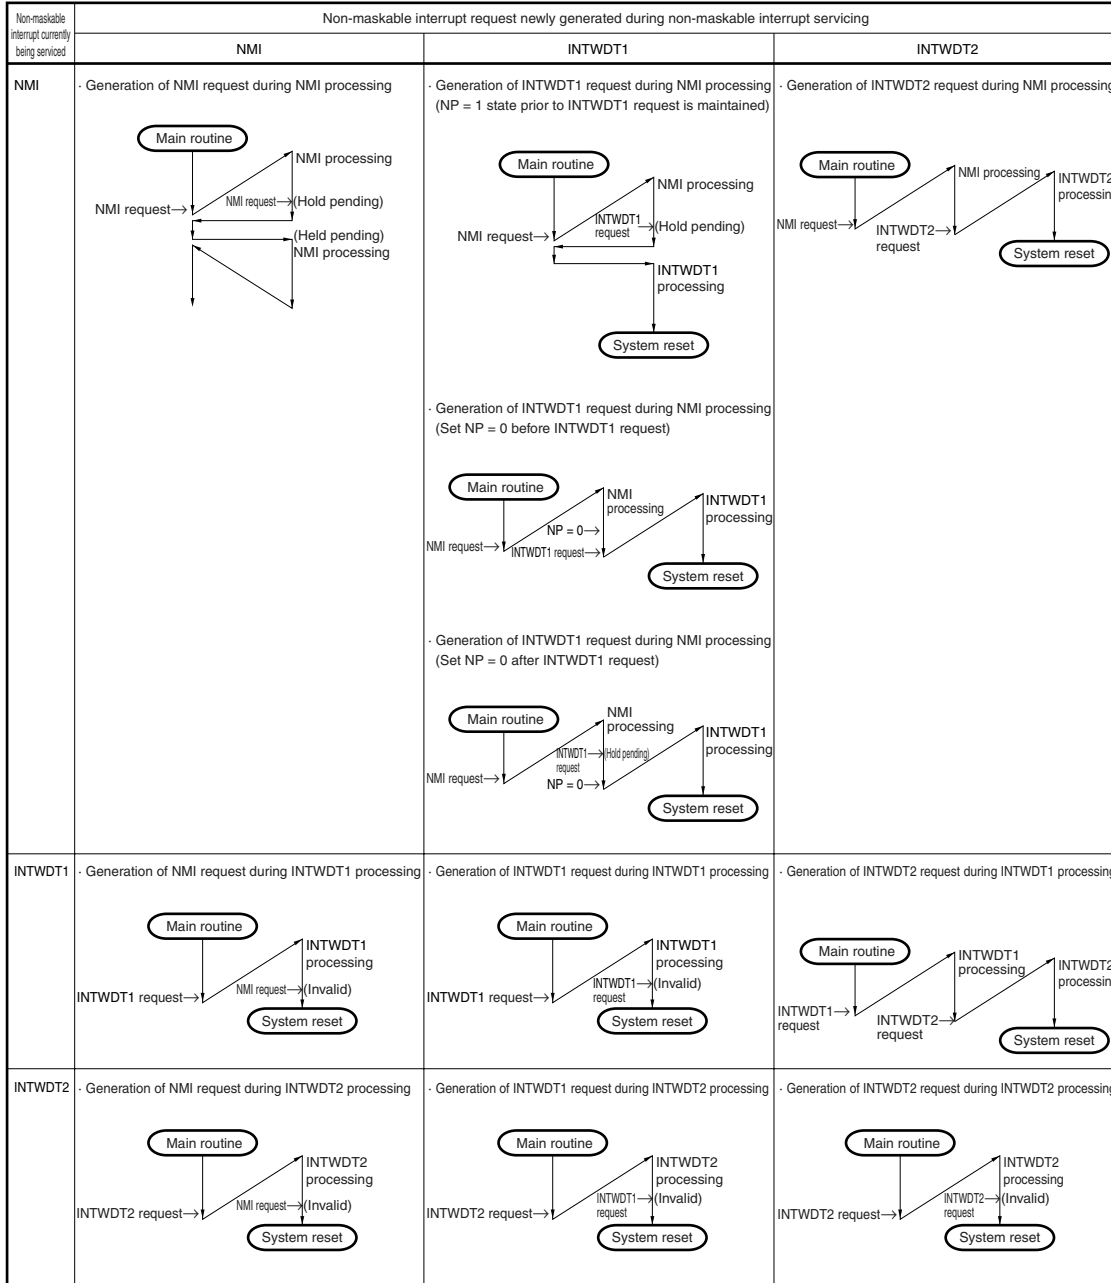 Non-maskable
interrupt currently
being serviced
Non-maskable interrupt request newly generated during non-maskable interrupt servicing
NMI
INTWDT1
INTWDT2
NMI
· Generation of NMI request during NMI processing
Main routine
NMI processing
NMI request→
NMI request→(Hold pending)
(Held pending)
NMI processing
· Generation of INTWDT1 request during NMI processing
(NP = 1 state prior to INTWDT1 request is maintained)
Main routine
NMI processing
NMI request→
INTWDT1
request →(Hold pending)
INTWDT1
processing
System reset
· Generation of INTWDT1 request during NMI processing
(Set NP = 0 before INTWDT1 request)
Main routine
NMI
processing
INTWDT1
processing
NP = 0→
NMI request→
INTWDT1 request→
System reset
· Generation of INTWDT1 request during NMI processing
(Set NP = 0 after INTWDT1 request)
Main routine
NMI
processing
INTWDT1
processing
INTWDT1→(Hold pending)
request
NMI request→
NP = 0→
System reset
· Generation of INTWDT2 request during NMI processing
Main routine
NMI processing
INTWDT2
processin
NMI request→
INTWDT2→
request
System reset
INTWDT1
· Generation of NMI request during INTWDT1 processing
Main routine
INTWDT1
processing
INTWDT1 request→
NMI request→(Invalid)
System reset
· Generation of INTWDT1 request during INTWDT1 processing
Main routine
INTWDT1
processing
INTWDT1 request→
INTWDT1→(Invalid)
request
System reset
· Generation of INTWDT2 request during INTWDT1 processing
Main routine
INTWDT1
processing
INTWDT2
processin
INTWDT1→
request
INTWDT2→
request
System reset
INTWDT2
· Generation of NMI request during INTWDT2 processing
Main routine
INTWDT2
processing
INTWDT2 request→
NMI request→(Invalid)
System reset
· Generation of INTWDT1 request during INTWDT2 processing
Main routine
INTWDT2
processing
INTWDT2 request→
INTWDT1→(Invalid)
request
System reset
· Generation of INTWDT2 request during INTWDT2 processing
Main routine
INTWDT2
processing
INTWDT2 request→
INTWDT2→(Invalid)
request
System reset